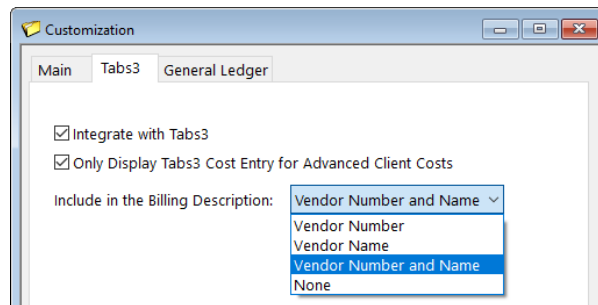 Customization
Main Tabs3 General Ledger
Integrate with Tabs3
Only Display Tabs3 Cost Entry for Advanced Client Costs
Include in the Billing Description: Vendor Number and Name
Vendor Number
Vendor Name
Vendor Number and Name
None